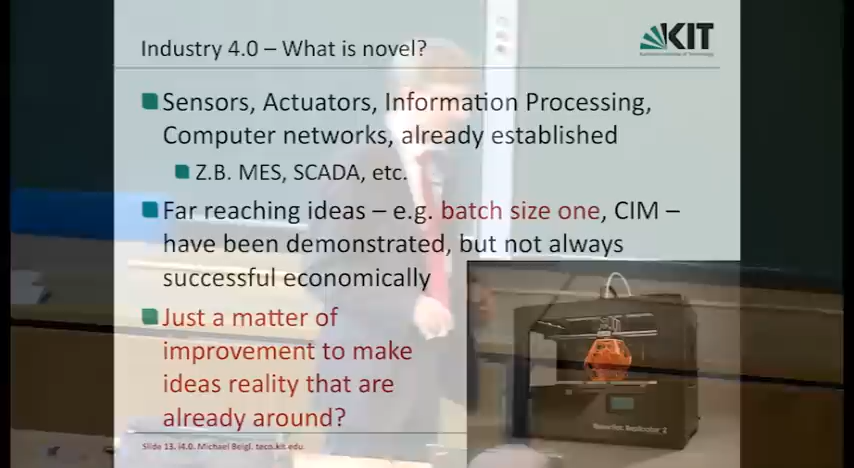 Industry 4.0 – What is novel?
KIT
Sensors, Actuators, Information Processing,
Computer networks, already established
Z.B. MES, SCADA, etc.
Far reaching ideas – e.g. batch size one, CIM –
have been demonstrated, but not always
successful economically
Just a matter of
improvement to make
ideas reality that are
already around?
Slide 13. i4.0. Michael Beigl. teco.kit.edu.
Replicator 2